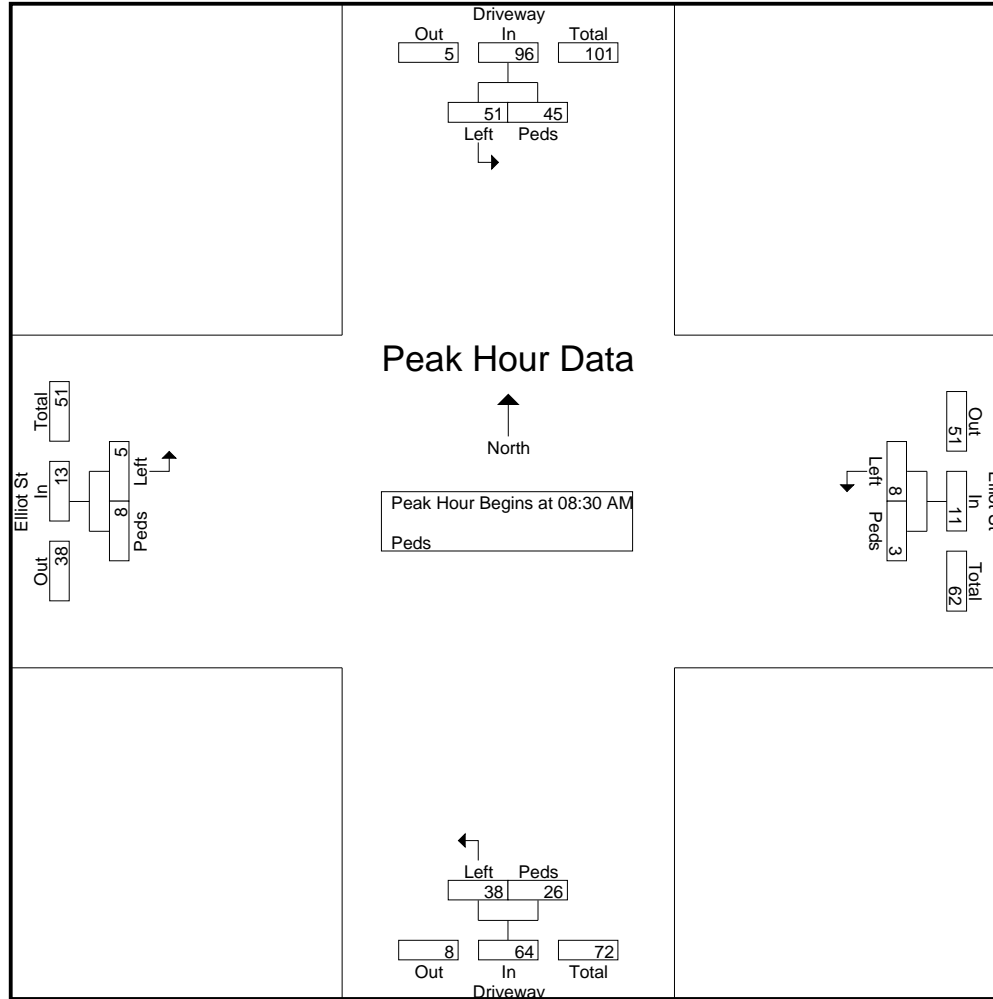 Driveway
Out In Total
5 96 101
51 45
Left Peds
Peak Hour Data
North
Peak Hour Begins at 08:30 AM
Peds
Elliot St
Total In Out
51 13 38
5 8
Left Peds
Out In Total
51 11 62
8 3
Left Peds
Left Peds
38 26
8 64 72
Out In Total
Driveway